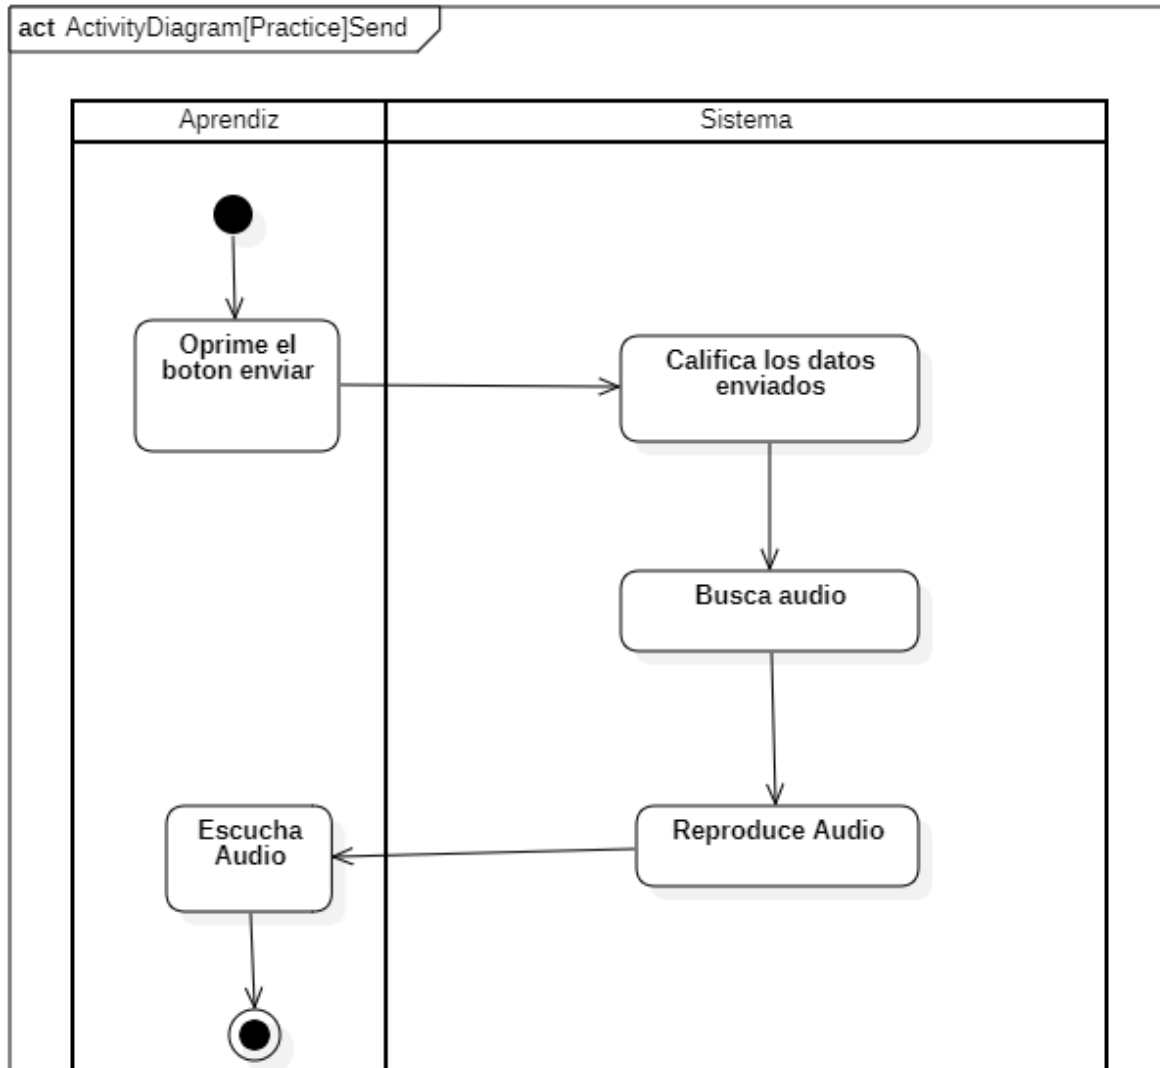 act ActivityDiagram[Practice]Send
Aprendiz
Sistema
Oprime el
boton enviar
Califica los datos
enviados
Busca audio
Reproduce Audio
Escucha
Audio